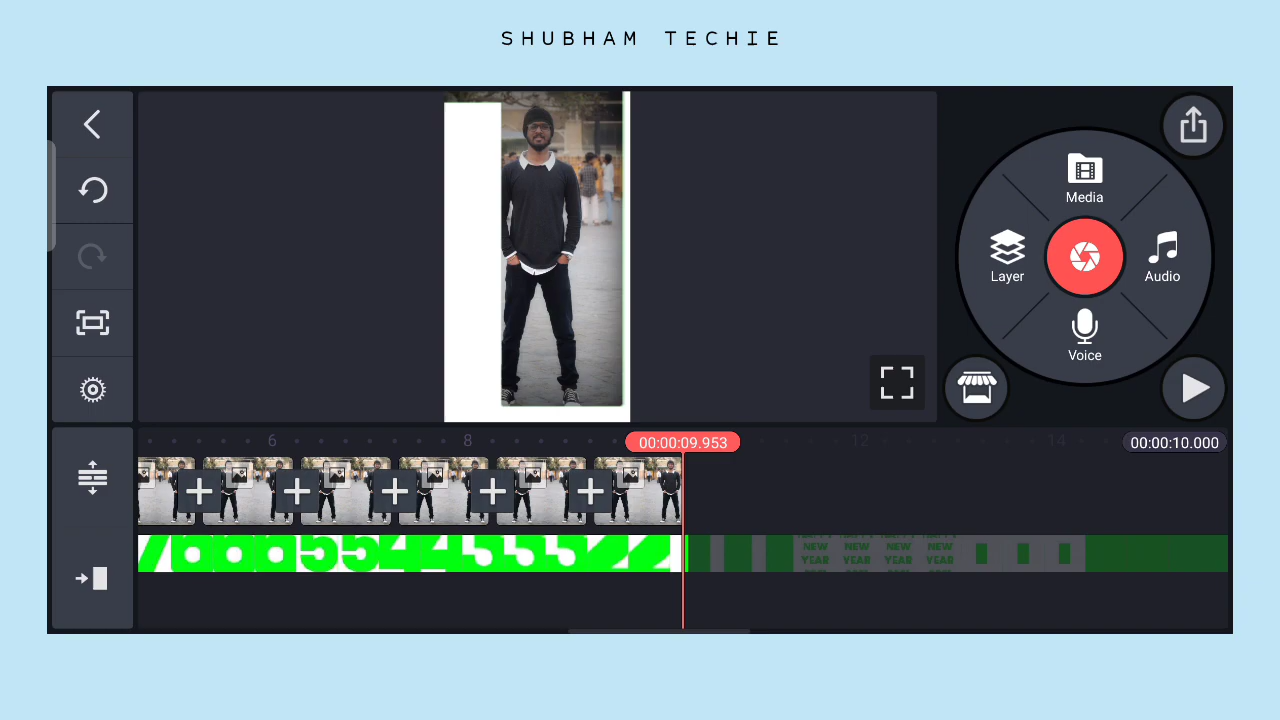 SHUBHAM TECHIE
Media
Layer
Audio
Voice
6
8
00:00:09.953
12
14
00:00:10.000
NEW NEW NEW NEW
YEAR YEAR YEAR YEAR